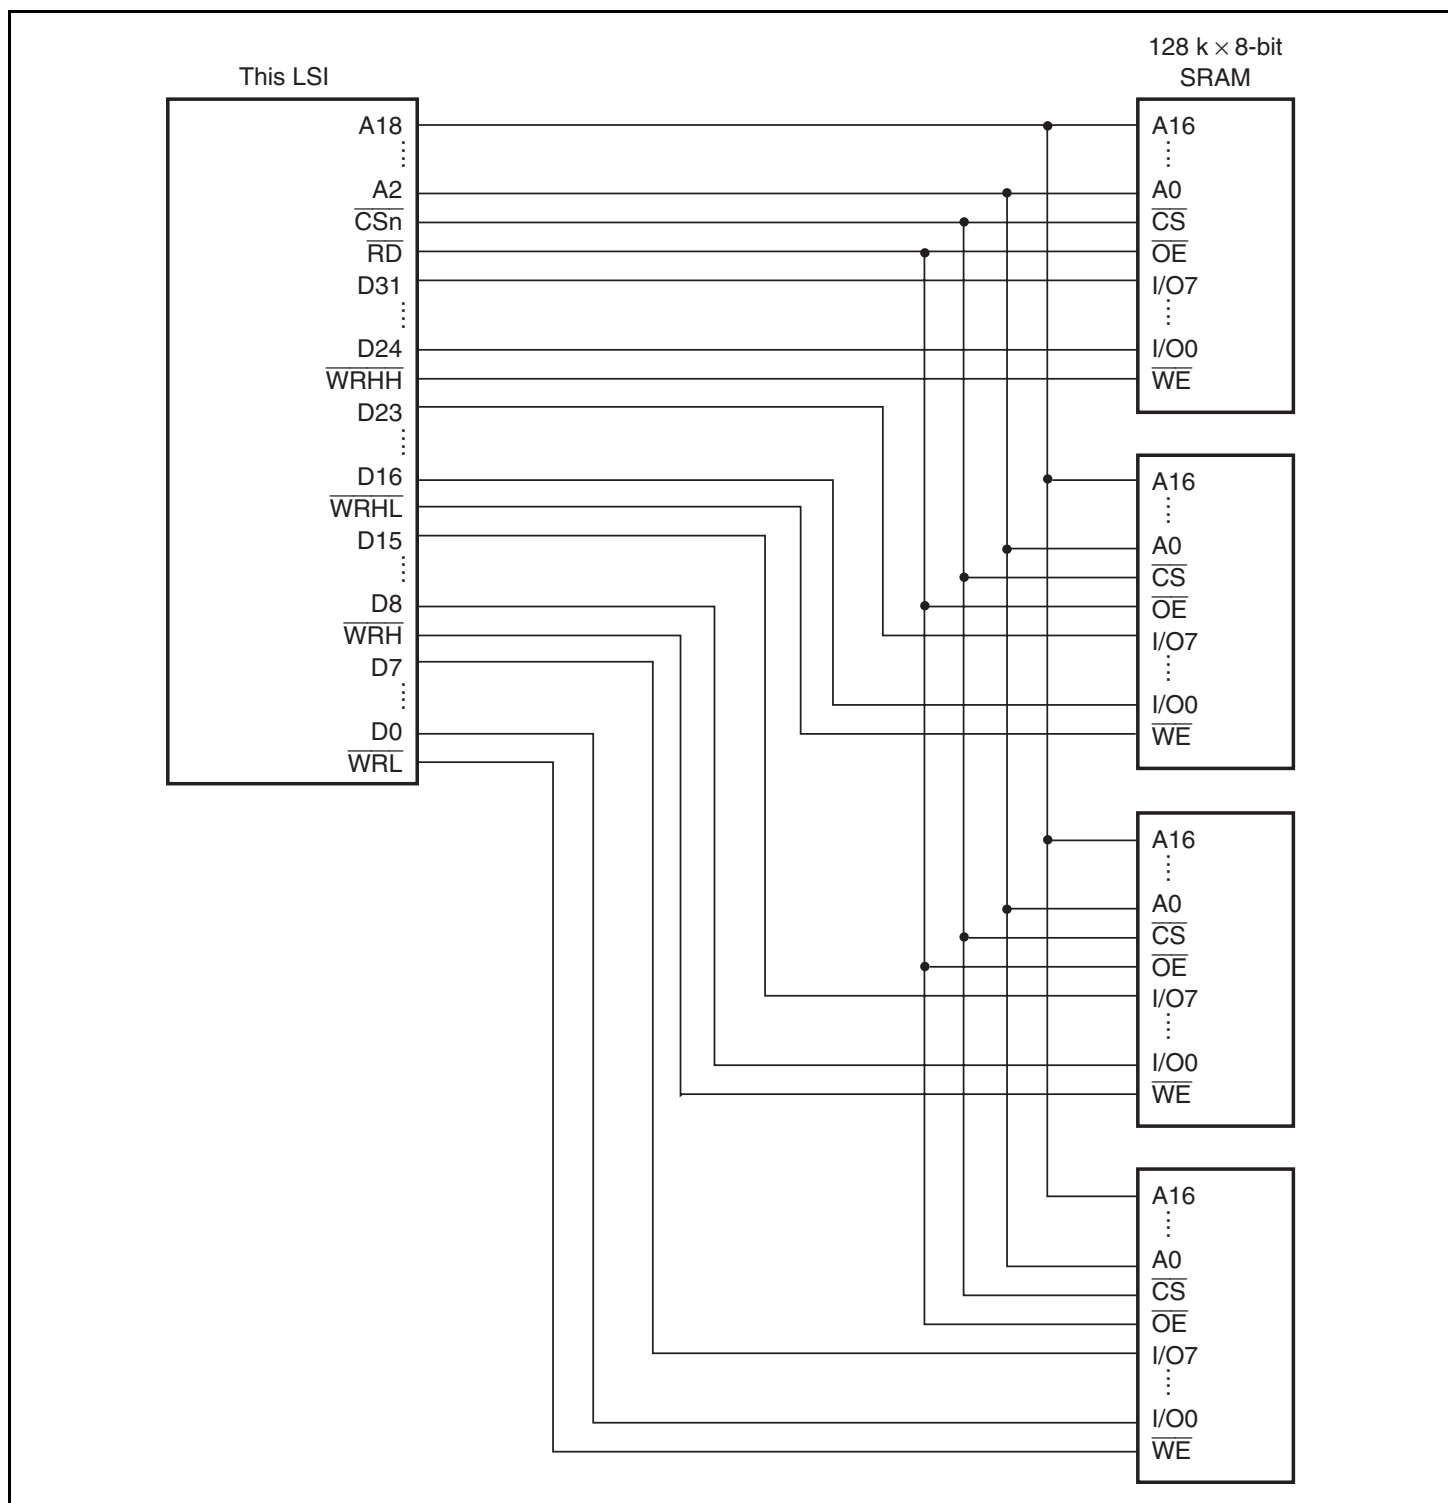 This LSI
A18
A2
CSn
RD
D31
D24
WRHH
D23
D16
WRHL
D15
D8
WRH
D7
D0
WRL
128 k × 8-bit
SRAM
A16
A0
CS
OE
I/O7
I/O0
WE
A16
A0
CS
OE
I/O7
I/O0
WE
A16
A0
CS
OE
I/O7
I/O0
WE
A16
A0
CS
OE
I/O7
I/O0
WE